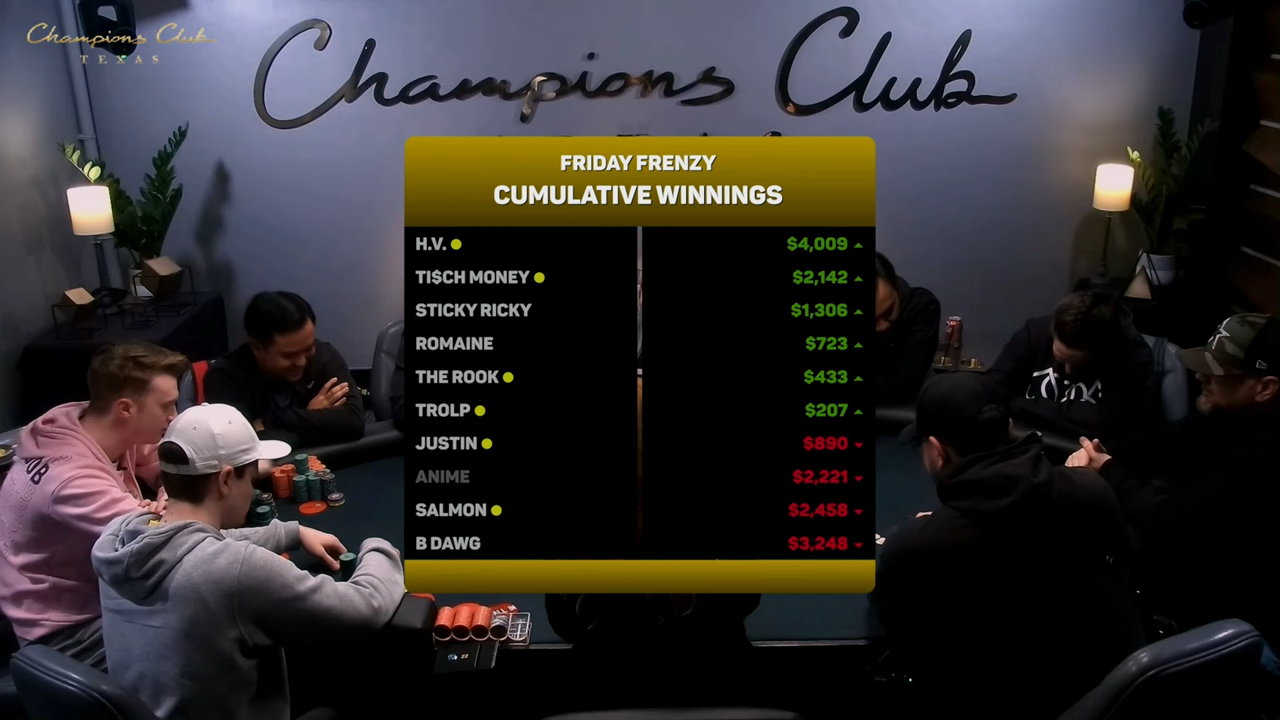 Champions Club
TEXAS
Champions Club
FRIDAY FRENZY
CUMULATIVE WINNINGS
H.V. $4,009
TI$CH MONEY $2,142
STICKY RICKY $1,306
ROMAINE $723
THE ROOK $433
TROLP $207
JUSTIN $890
ANIME $2,221
SALMON $2,458
B DAWG $3,248
22